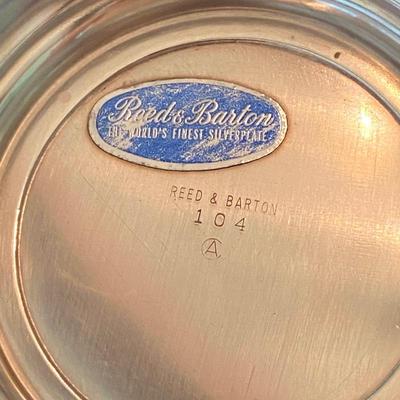 Reed & Barton
THE WORLD'S FINEST SILVERPLATE
REED & BARTON
104
A